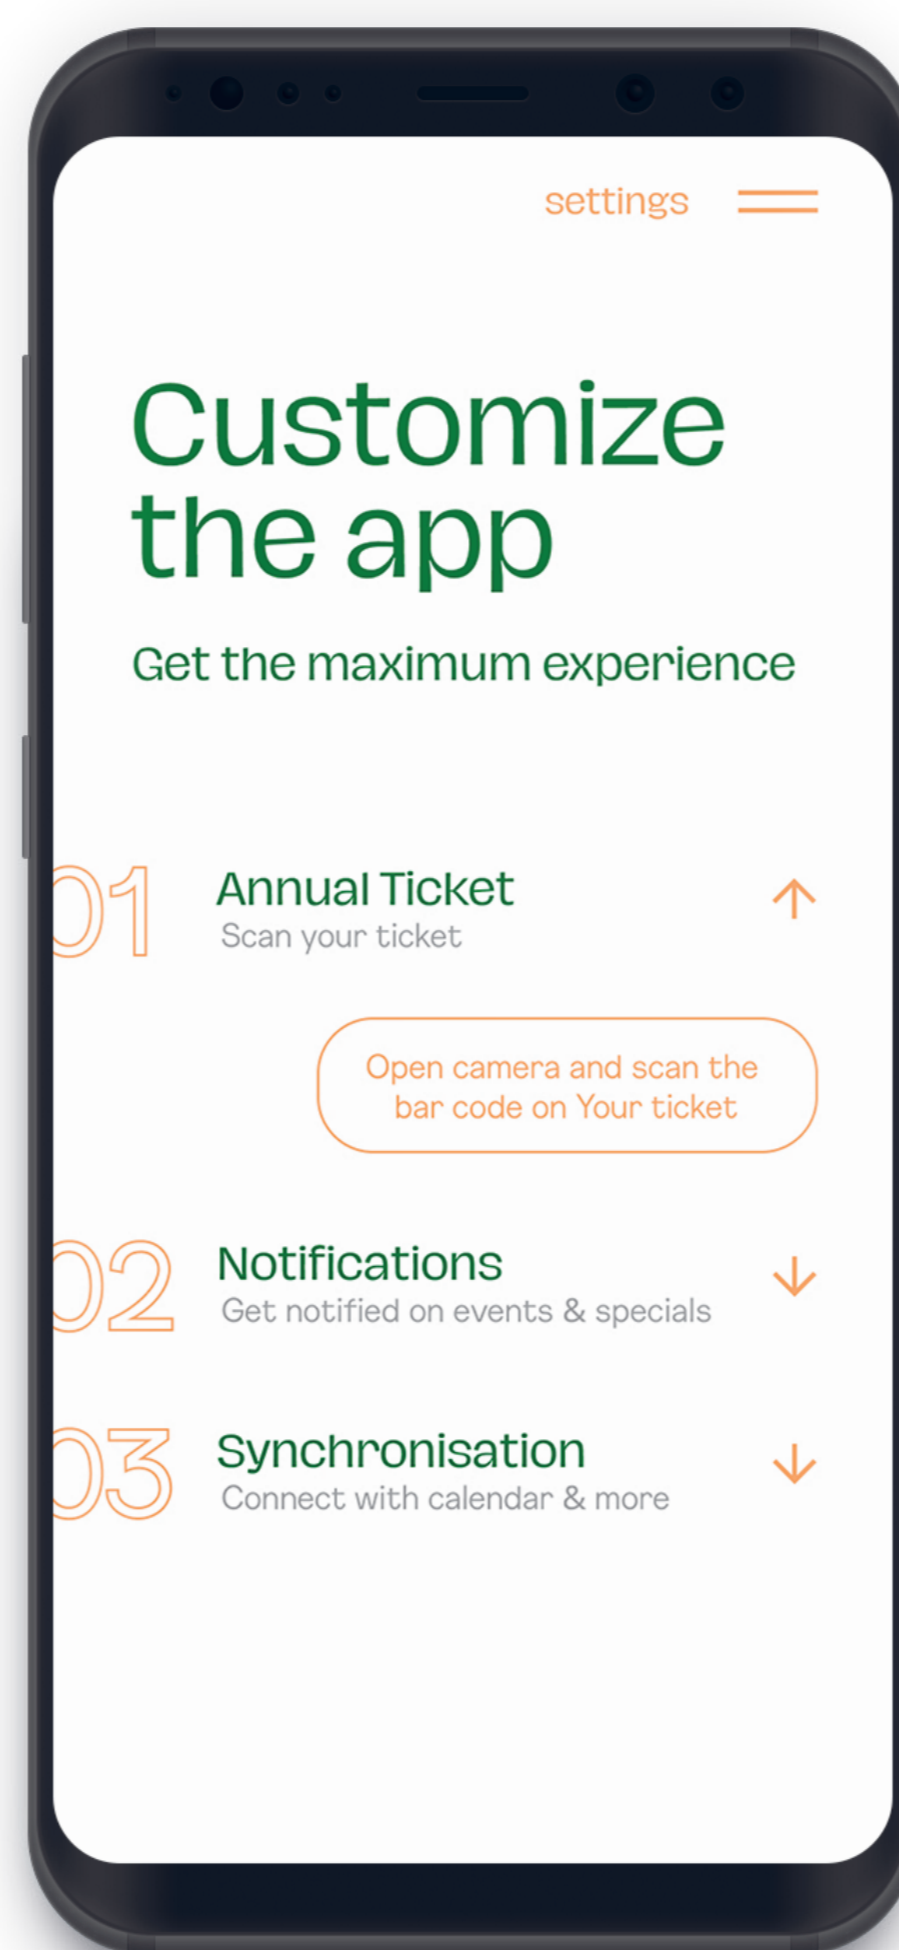 settings
Customize
the app
Get the maximum experience
01
Annual Ticket
Scan your ticket
Open camera and scan the
bar code on Your ticket
02
Notifications
Get notified on events & specials
03
Synchronisation
Connect with calendar & more